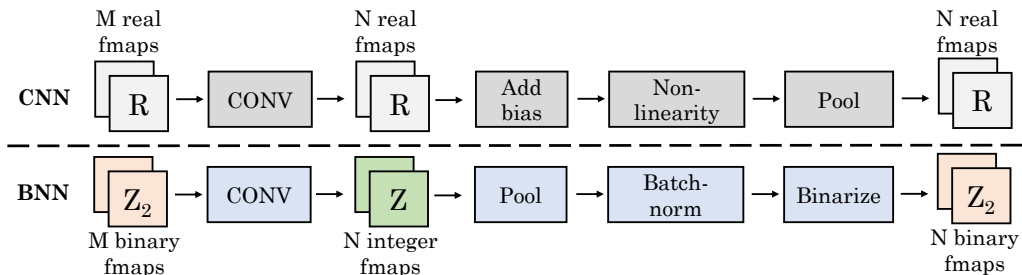 M real
fmaps
N real
fmaps
N real
fmaps
CNN
R
CONV
R
Add
bias
Non-
linearity
Pool
R
BNN
Z₂
CONV
Z
Pool
Batch-
norm
Binarize
Z₂
M binary
fmaps
N integer
fmaps
N binary
fmaps